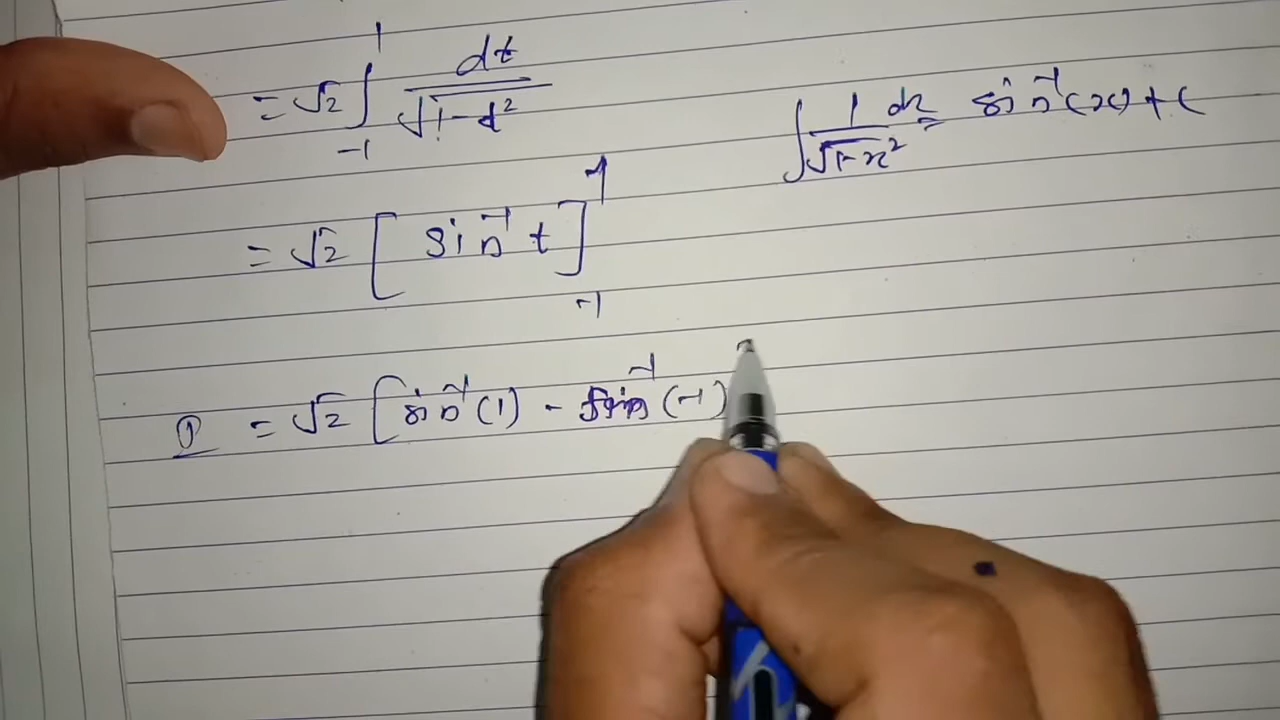 = √2 ∫₋₁¹ dt/√(1-t²)
∫ 1/√(1-x²) dx = sin⁻¹(x)+C
= √2 [sin⁻¹ t]₋₁¹
I = √2 [sin⁻¹(1) - sin⁻¹(-1)